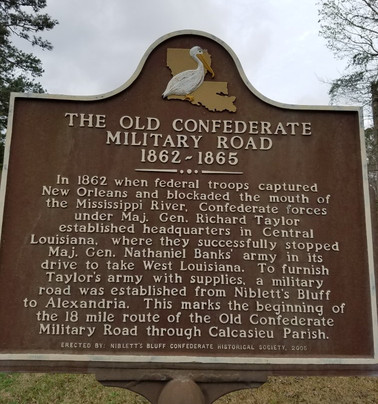 THE OLD CONFEDERATE
MILITARY ROAD
1862-1865
In 1862 when federal troops captured
New Orleans and blockaded the mouth of
the Mississippi River, Confederate forces
under Maj. Gen. Richard Taylor
established headquarters in Central
Louisiana, where they successfully stopped
Maj. Gen. Nathaniel Banks' army in its
drive to take West Louisiana. To furnish
Taylor's army with supplies, a military
road was established from Niblett's Bluff
to Alexandria. This marks the beginning of
the 18 mile route of the Old Confederate
Military Road through Calcasieu Parish.
ERECTED BY: NIBLETT'S BLUFF CONFEDERATE HISTORICAL SOCIETY,